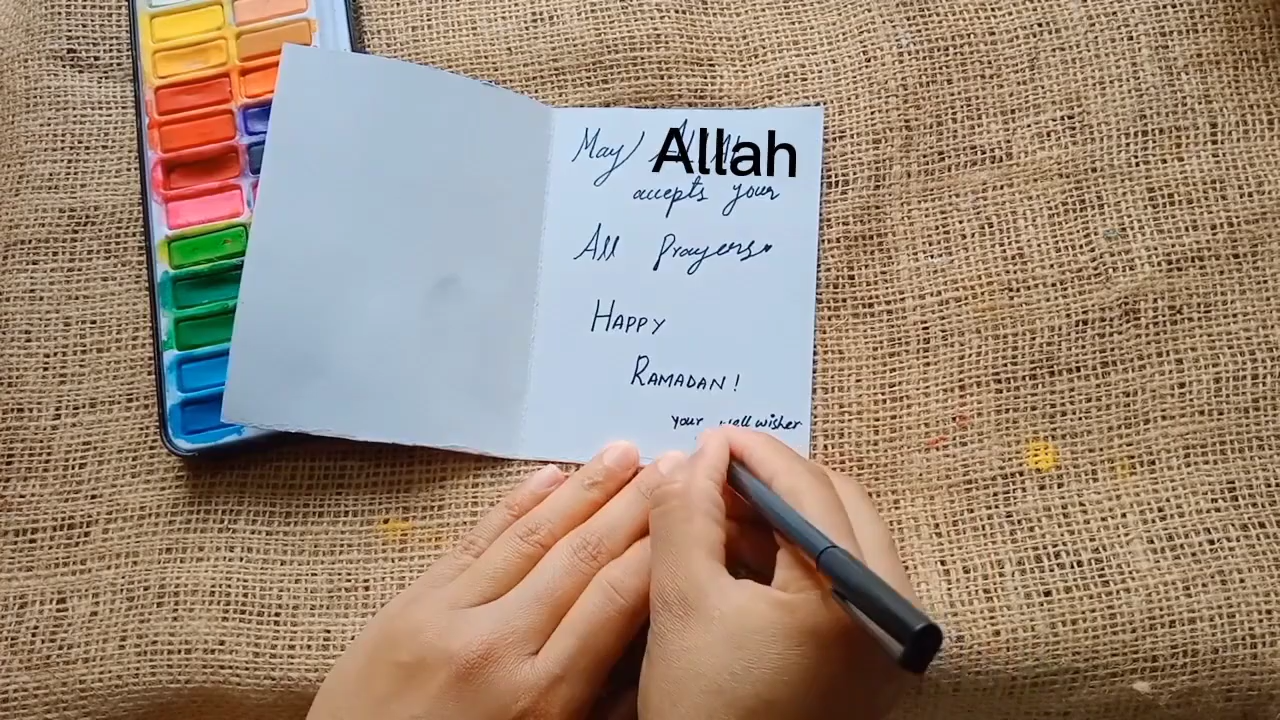 May Allah
accepts your
All Prayers.
HAPPY
RAMADAN!
your well wisher